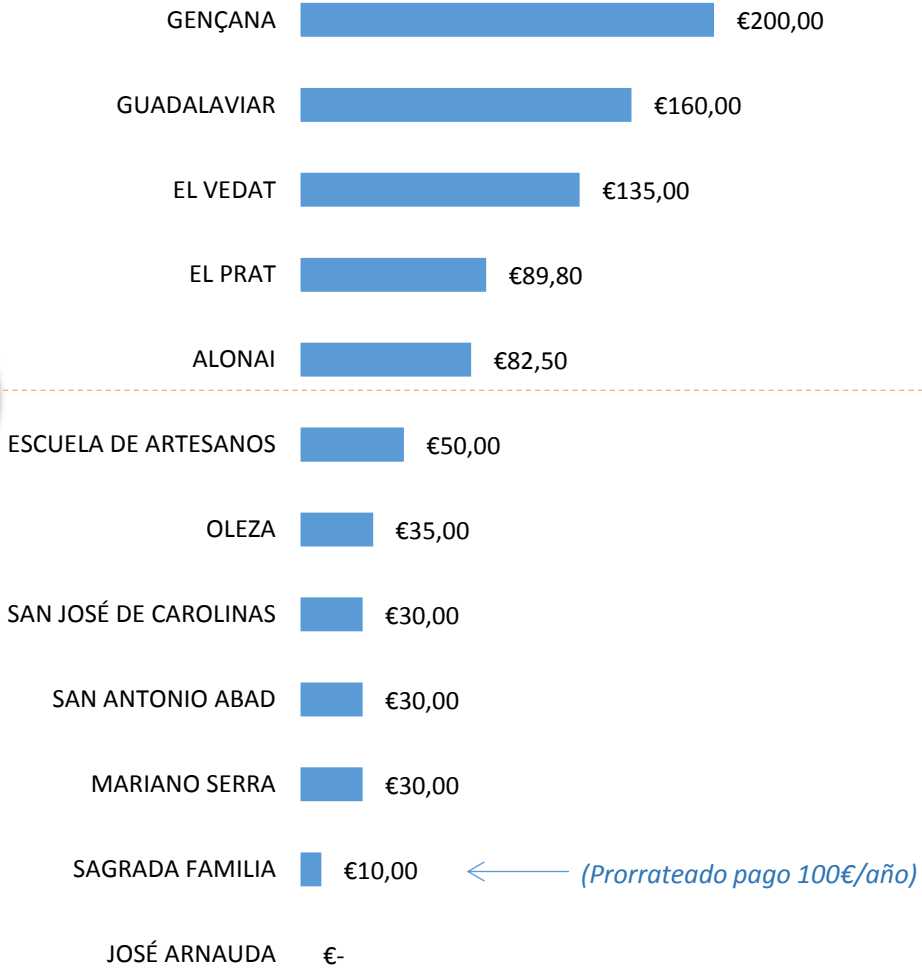 GENÇANA €200,00
GUADALAVIAR €160,00
EL VEDAT €135,00
EL PRAT €89,80
ALONAI €82,50
ESCUELA DE ARTESANOS €50,00
OLEZA €35,00
SAN JOSÉ DE CAROLINAS €30,00
SAN ANTONIO ABAD €30,00
MARIANO SERRA €30,00
SAGRADA FAMILIA €10,00 (Prorrateado pago 100€/año)
JOSÉ ARNAUDA €-